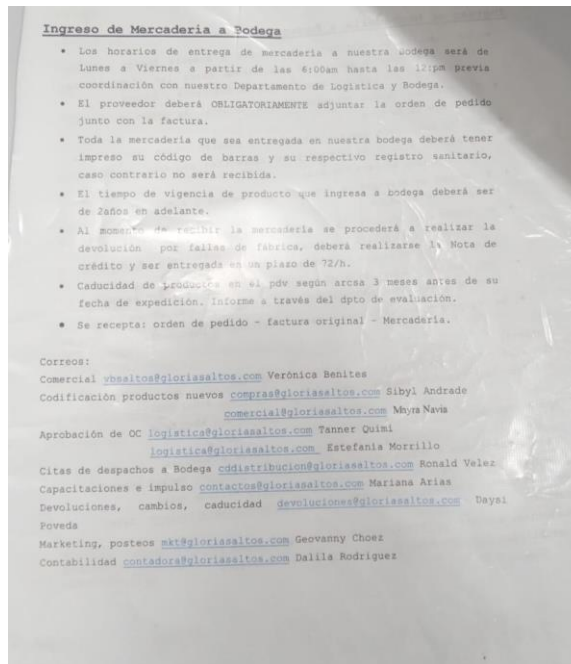 Ingreso de Mercaderia a Bodega
• Los horarios de entrega de mercaderia a nuestra bodega será de
Lunes a Viernes a partir de las 6:00am hasta las 12:pm previa
coordinación con nuestro Departamento de Logistica y Bodega.
• El proveedor deberá OBLIGATORIAMENTE adjuntar la orden de pedido
junto con la factura.
• Toda la mercaderia que sea entregada en nuestra bodega deberá tener
impreso su código de barras y su respectivo registro sanitario,
caso contrario no será recibida.
• El tiempo de vigencia de producto que ingresa a bodega deberá ser
de 2años en adelante.
• Al momento de recibir la mercaderia se procederá a realizar la
devolución por fallas de fábrica, deberá realizarse la Nota de
crédito y ser entregada en un plazo de 72/h.
• Caducidad de productos en el pdv según arcsa 3 meses antes de su
fecha de expedición. Informe a través del dpto de evaluación.
• Se recepta: orden de pedido - factura original - Mercaderia.
Correos:
Comercial vbsaltos@gloriasaltos.com Verónica Benites
Codificación productos nuevos compras@gloriasaltos.com Sibyl Andrade
comercial@gloriasaltos.com Mayra Navia
Aprobación de OC logistica@gloriasaltos.com Tanner Quimi
logistica@gloriasaltos.com Estefania Morrillo
Citas de despachos a Bodega cddistribucion@gloriasaltos.com Ronald Velez
Capacitaciones e impulso contactos@gloriasaltos.com Mariana Arias
Devoluciones, cambios, caducidad devoluciones@gloriasaltos.com Daysi
Poveda
Marketing, posteos mkt@gloriasaltos.com Geovanny Choez
Contabilidad contadora@gloriasaltos.com Dalila Rodriguez